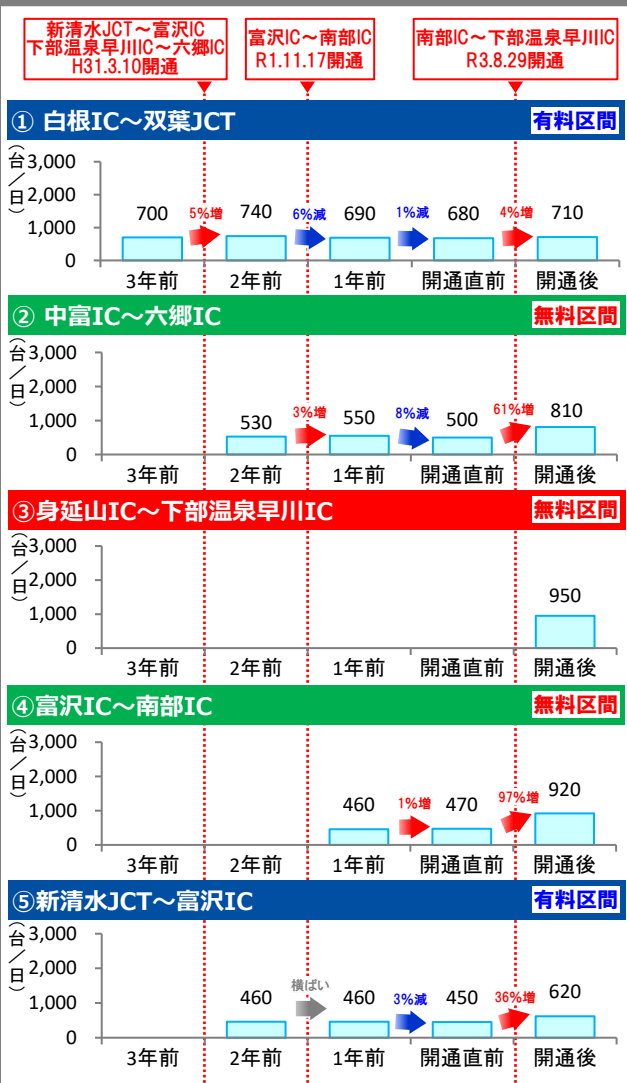 新清水JCT～富沢IC
下部温泉早川IC～六郷IC
H31.3.10開通
富沢IC～南部IC
R1.11.17開通
南部IC～下部温泉早川IC
R3.8.29開通
① 白根IC～双葉JCT 有料区間
（台／日）
3,000
2,000
1,000
0
700 5%増 740 6%減 690 1%減 680 4%増 710
3年前 2年前 1年前 開通直前 開通後
② 中富IC～六郷IC 無料区間
（台／日）
3,000
2,000
1,000
0
530 3%増 550 8%減 500 61%増 810
3年前 2年前 1年前 開通直前 開通後
③身延山IC～下部温泉早川IC 無料区間
（台／日）
3,000
2,000
1,000
0
950
3年前 2年前 1年前 開通直前 開通後
④富沢IC～南部IC 無料区間
（台／日）
3,000
2,000
1,000
0
460 1%増 470 97%増 920
3年前 2年前 1年前 開通直前 開通後
⑤新清水JCT～富沢IC 有料区間
（台／日）
3,000
2,000
1,000
0
460 横ばい 460 3%減 450 36%増 620
3年前 2年前 1年前 開通直前 開通後